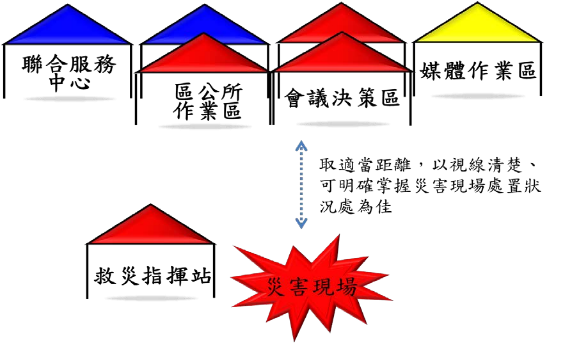 聯合服務
中心
區公所
作業區
會議決策區
媒體作業區
取適當距離，以視線清楚、
可明確掌握災害現場處置狀
況處為佳
救災指揮站
災害現場